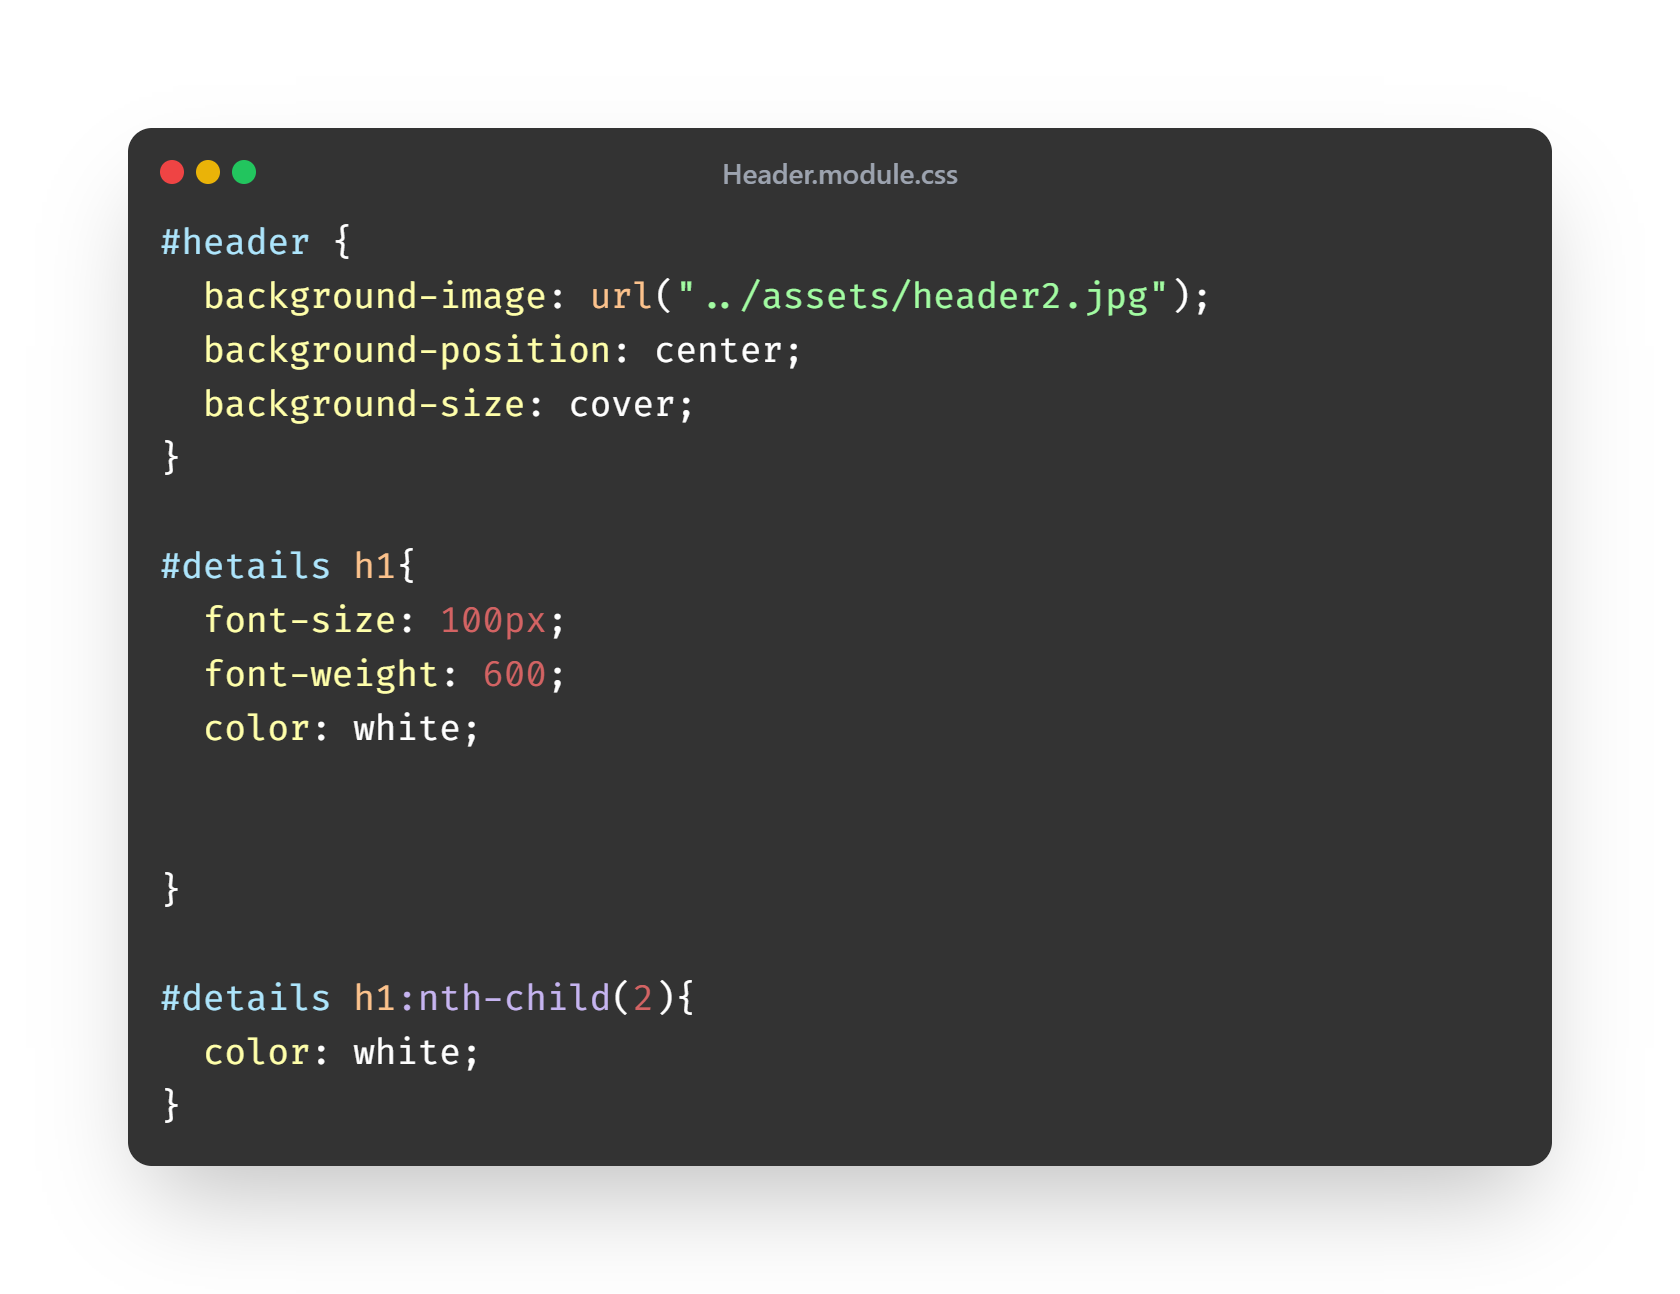 Header.module.css
#header {
  background-image: url("../assets/header2.jpg");
  background-position: center;
  background-size: cover;
}
#details h1{
  font-size: 100px;
  font-weight: 600;
  color: white;
}
#details h1:nth-child(2){
  color: white;
}